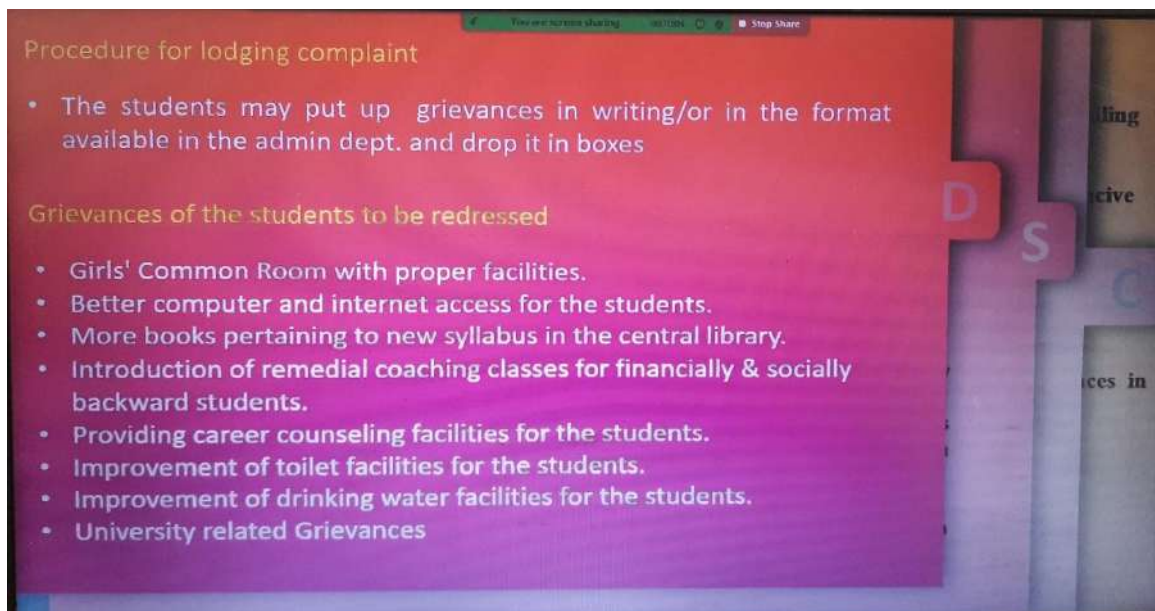 You are screen sharing
Stop Share
Procedure for lodging complaint
• The students may put up grievances in writing/or in the format
available in the admin dept. and drop it in boxes
Grievances of the students to be redressed
• Girls' Common Room with proper facilities.
• Better computer and internet access for the students.
• More books pertaining to new syllabus in the central library.
• Introduction of remedial coaching classes for financially & socially
backward students.
• Providing career counseling facilities for the students.
• Improvement of toilet facilities for the students.
• Improvement of drinking water facilities for the students.
• University related Grievances
D
S
C
in